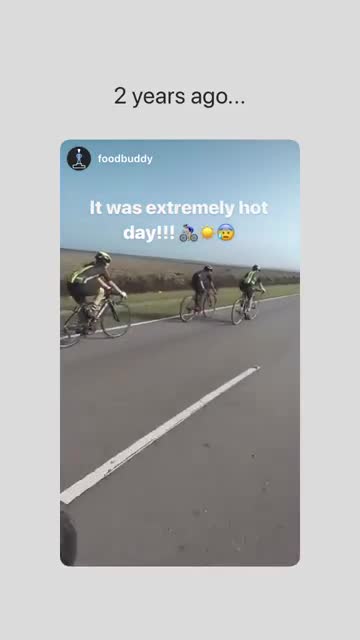 2 years ago...
foodbuddy
It was extremely hot
day!!! 🚴🏽‍♀️☀️😰